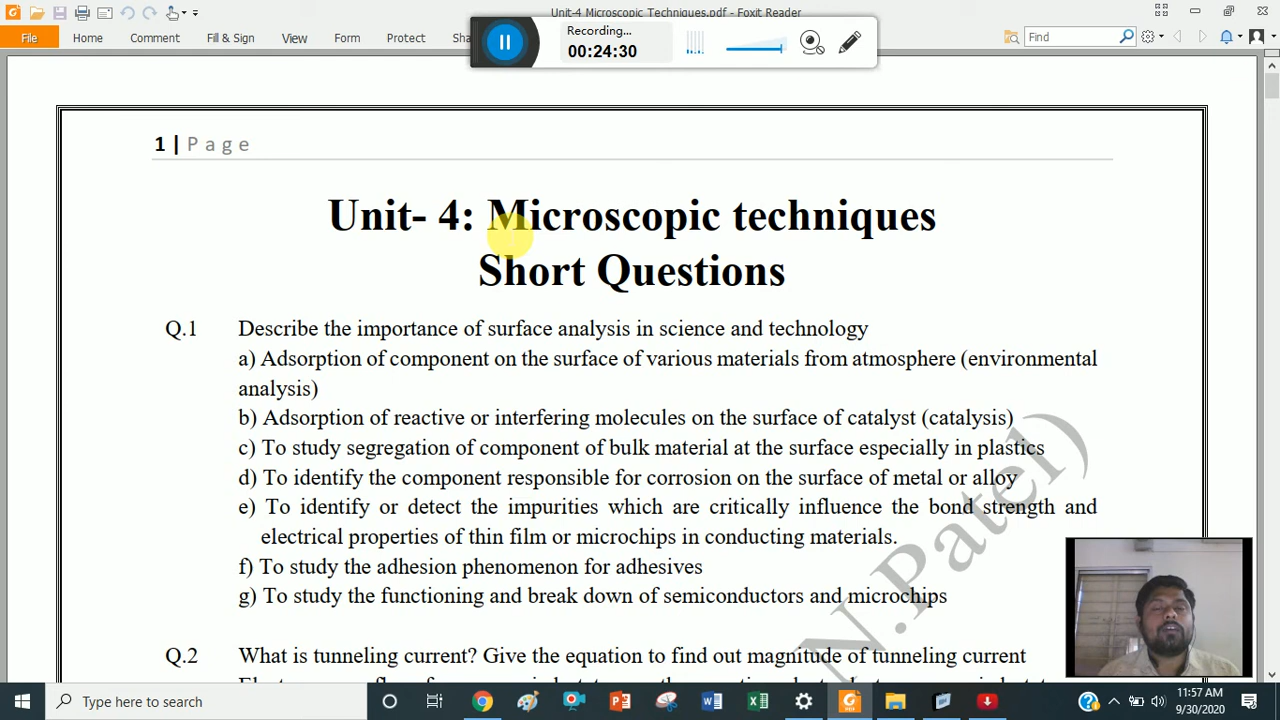 Unit-4 Microscopic Techniques.pdf - Foxit Reader
Recording...
00:24:30
File Home Comment Fill & Sign View Form Protect Find
1 | Page
Unit- 4: Microscopic techniques
Short Questions
Q.1 Describe the importance of surface analysis in science and technology
a) Adsorption of component on the surface of various materials from atmosphere (environmental
analysis)
b) Adsorption of reactive or interfering molecules on the surface of catalyst (catalysis)
c) To study segregation of component of bulk material at the surface especially in plastics
d) To identify the component responsible for corrosion on the surface of metal or alloy
e) To identify or detect the impurities which are critically influence the bond strength and
electrical properties of thin film or microchips in conducting materials.
f) To study the adhesion phenomenon for adhesives
g) To study the functioning and break down of semiconductors and microchips
N.Patel)
Q.2 What is tunneling current? Give the equation to find out magnitude of tunneling current
Type here to search
11:57 AM
9/30/2020